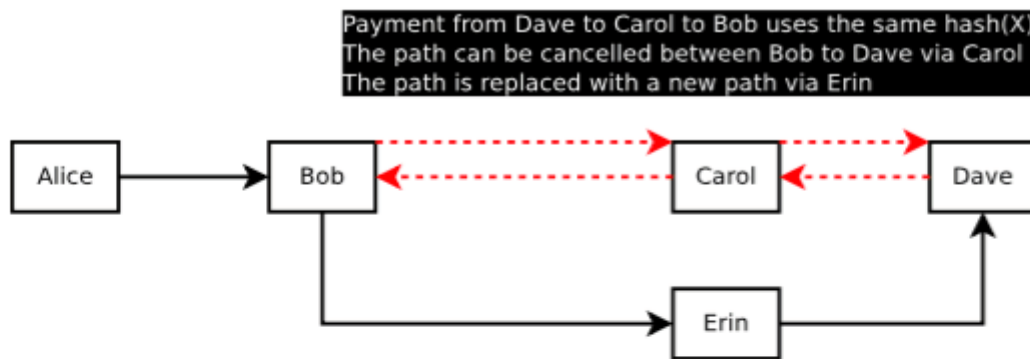 Payment from Dave to Carol to Bob uses the same hash(X)
The path can be cancelled between Bob to Dave via Carol
The path is replaced with a new path via Erin
Alice
Bob
Carol
Dave
Erin